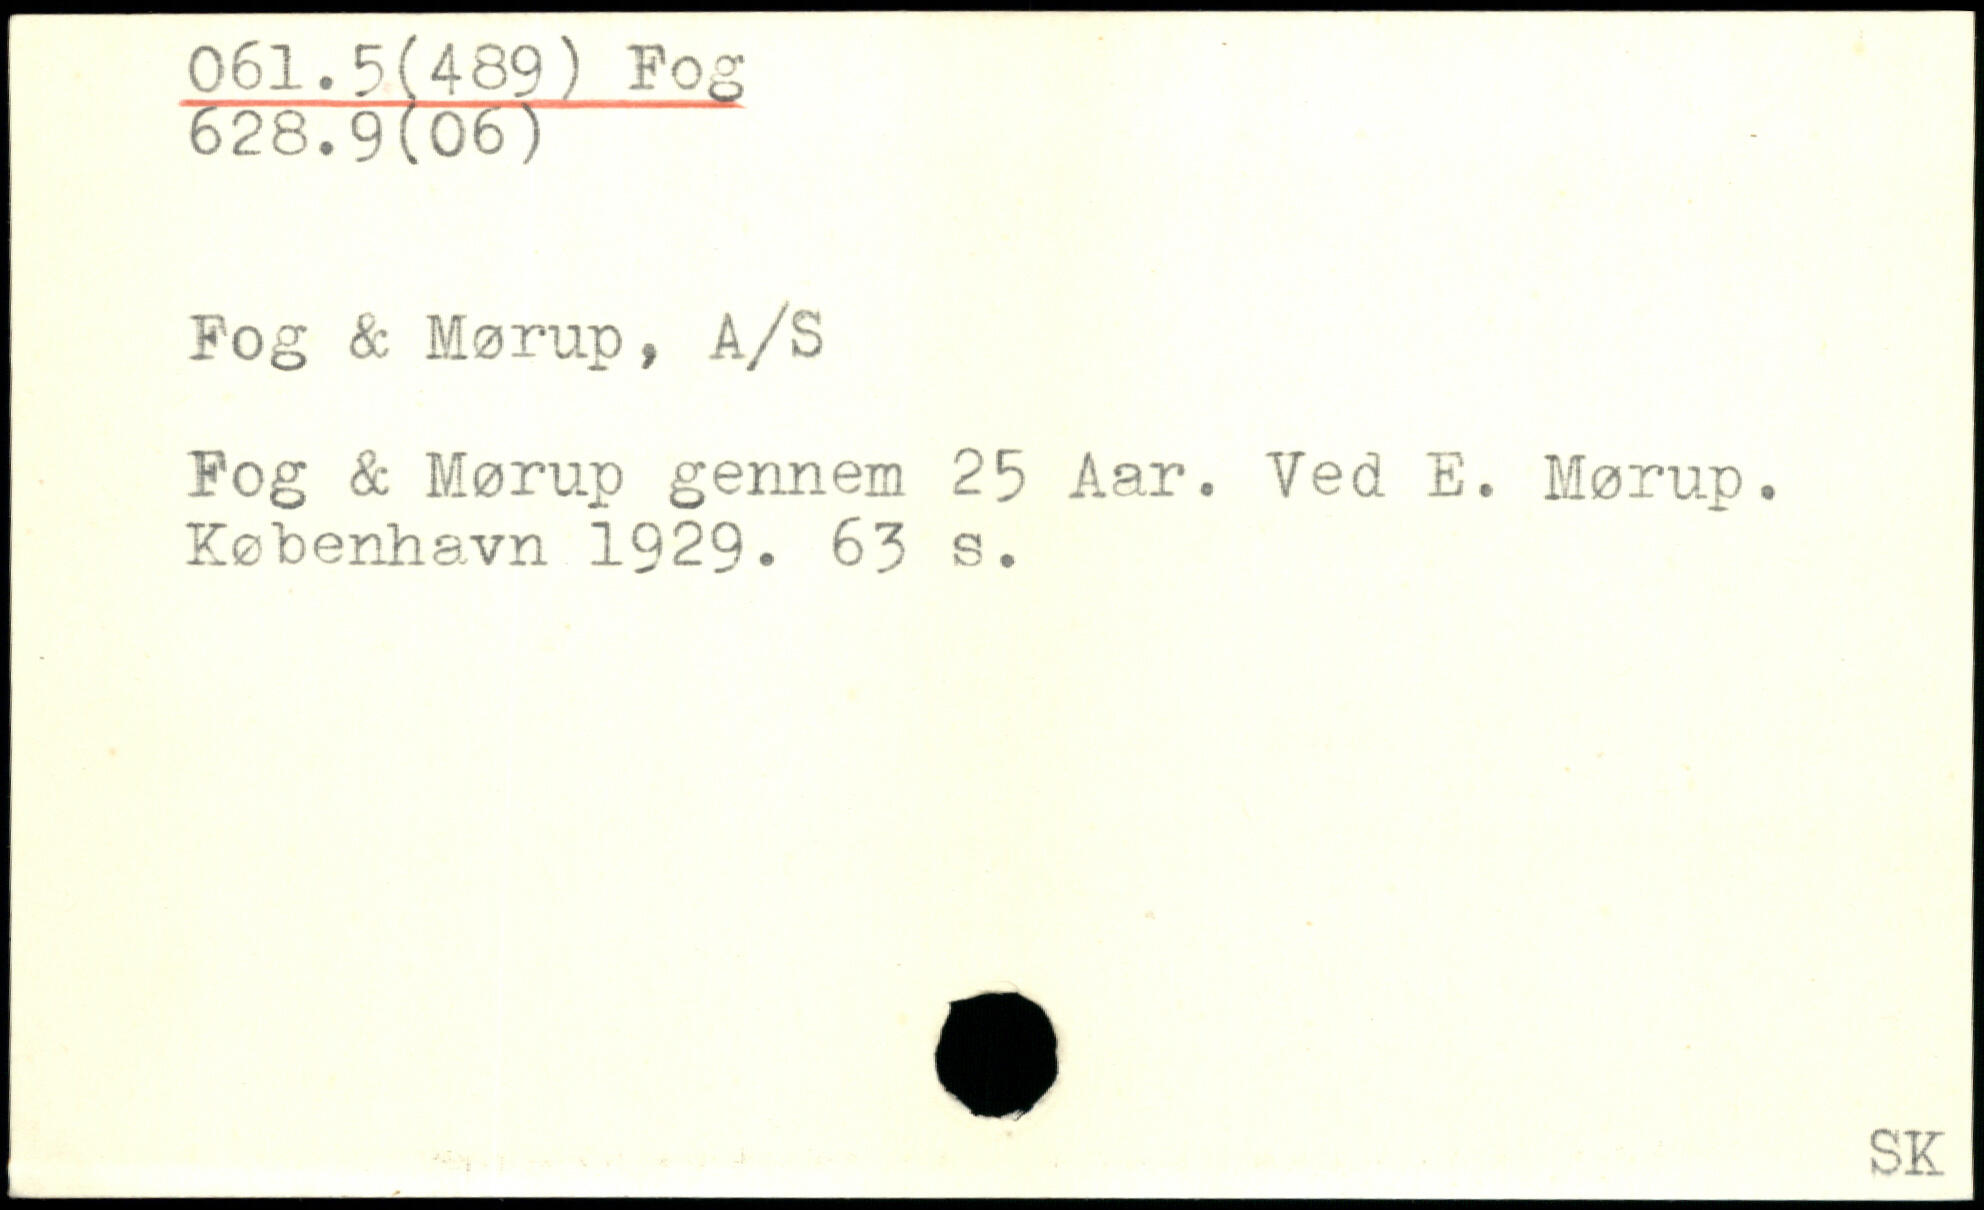 061.5(489) Fog
628.9(06)
Fog & Mørup, A/S
Fog & Mørup gennem 25 Aar. Ved E. Mørup.
København 1929. 63 s.
SK